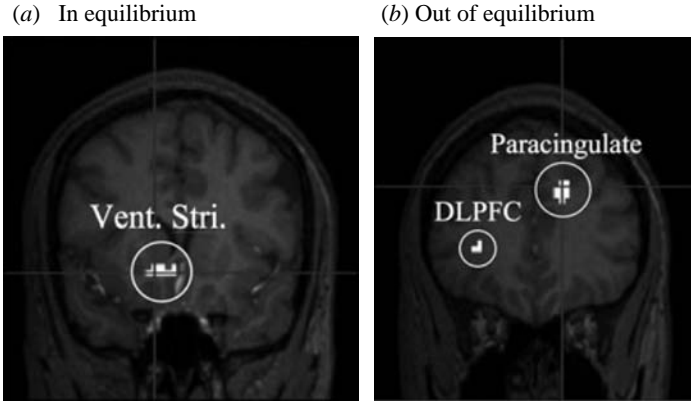 (a) In equilibrium
(b) Out of equilibrium
Vent. Stri.
Paracingulate
DLPFC